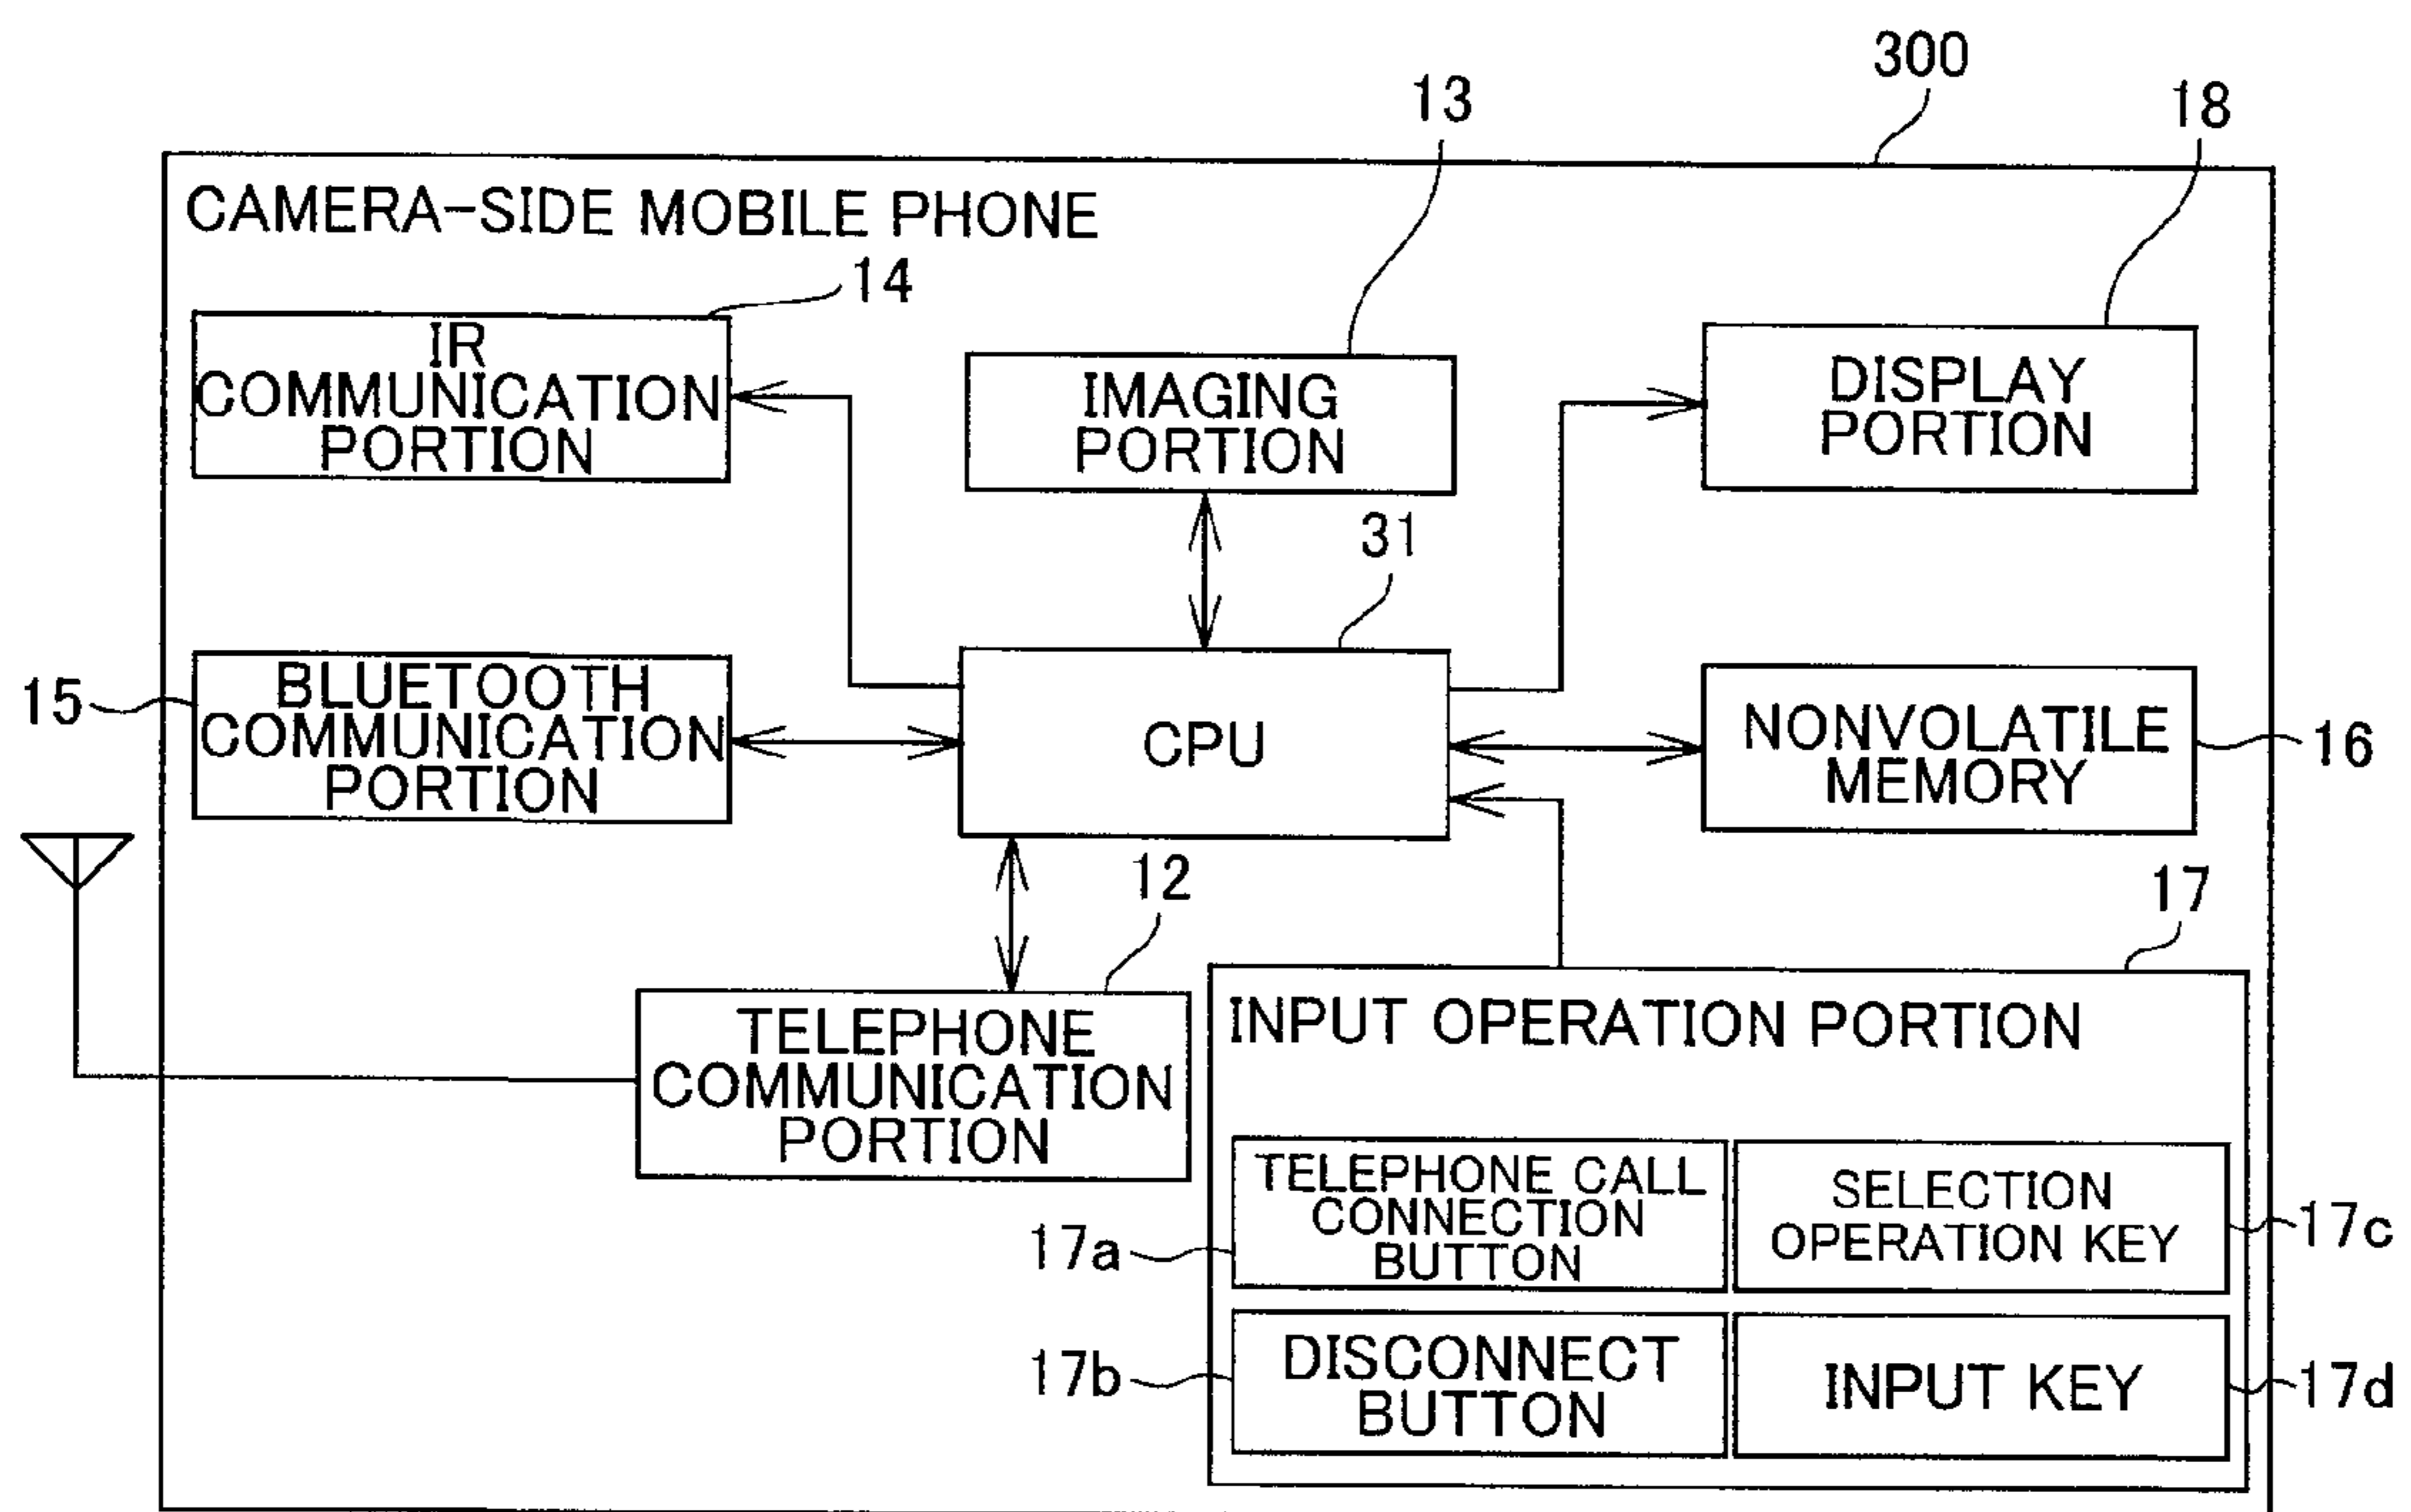 300
13
18
CAMERA-SIDE MOBILE PHONE
14
IR
COMMUNICATION
PORTION
IMAGING
PORTION
DISPLAY
PORTION
31
15
BLUETOOTH
COMMUNICATION
PORTION
CPU
NONVOLATILE
MEMORY
16
12
17
TELEPHONE
COMMUNICATION
PORTION
INPUT OPERATION PORTION
17a
TELEPHONE CALL
CONNECTION
BUTTON
SELECTION
OPERATION KEY
17c
17b
DISCONNECT
BUTTON
INPUT KEY
17d